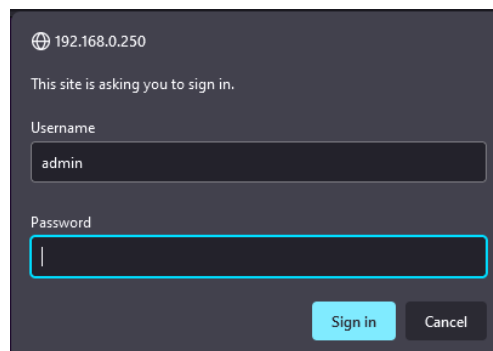 192.168.0.250
This site is asking you to sign in.
Username
admin
Password
Sign in Cancel